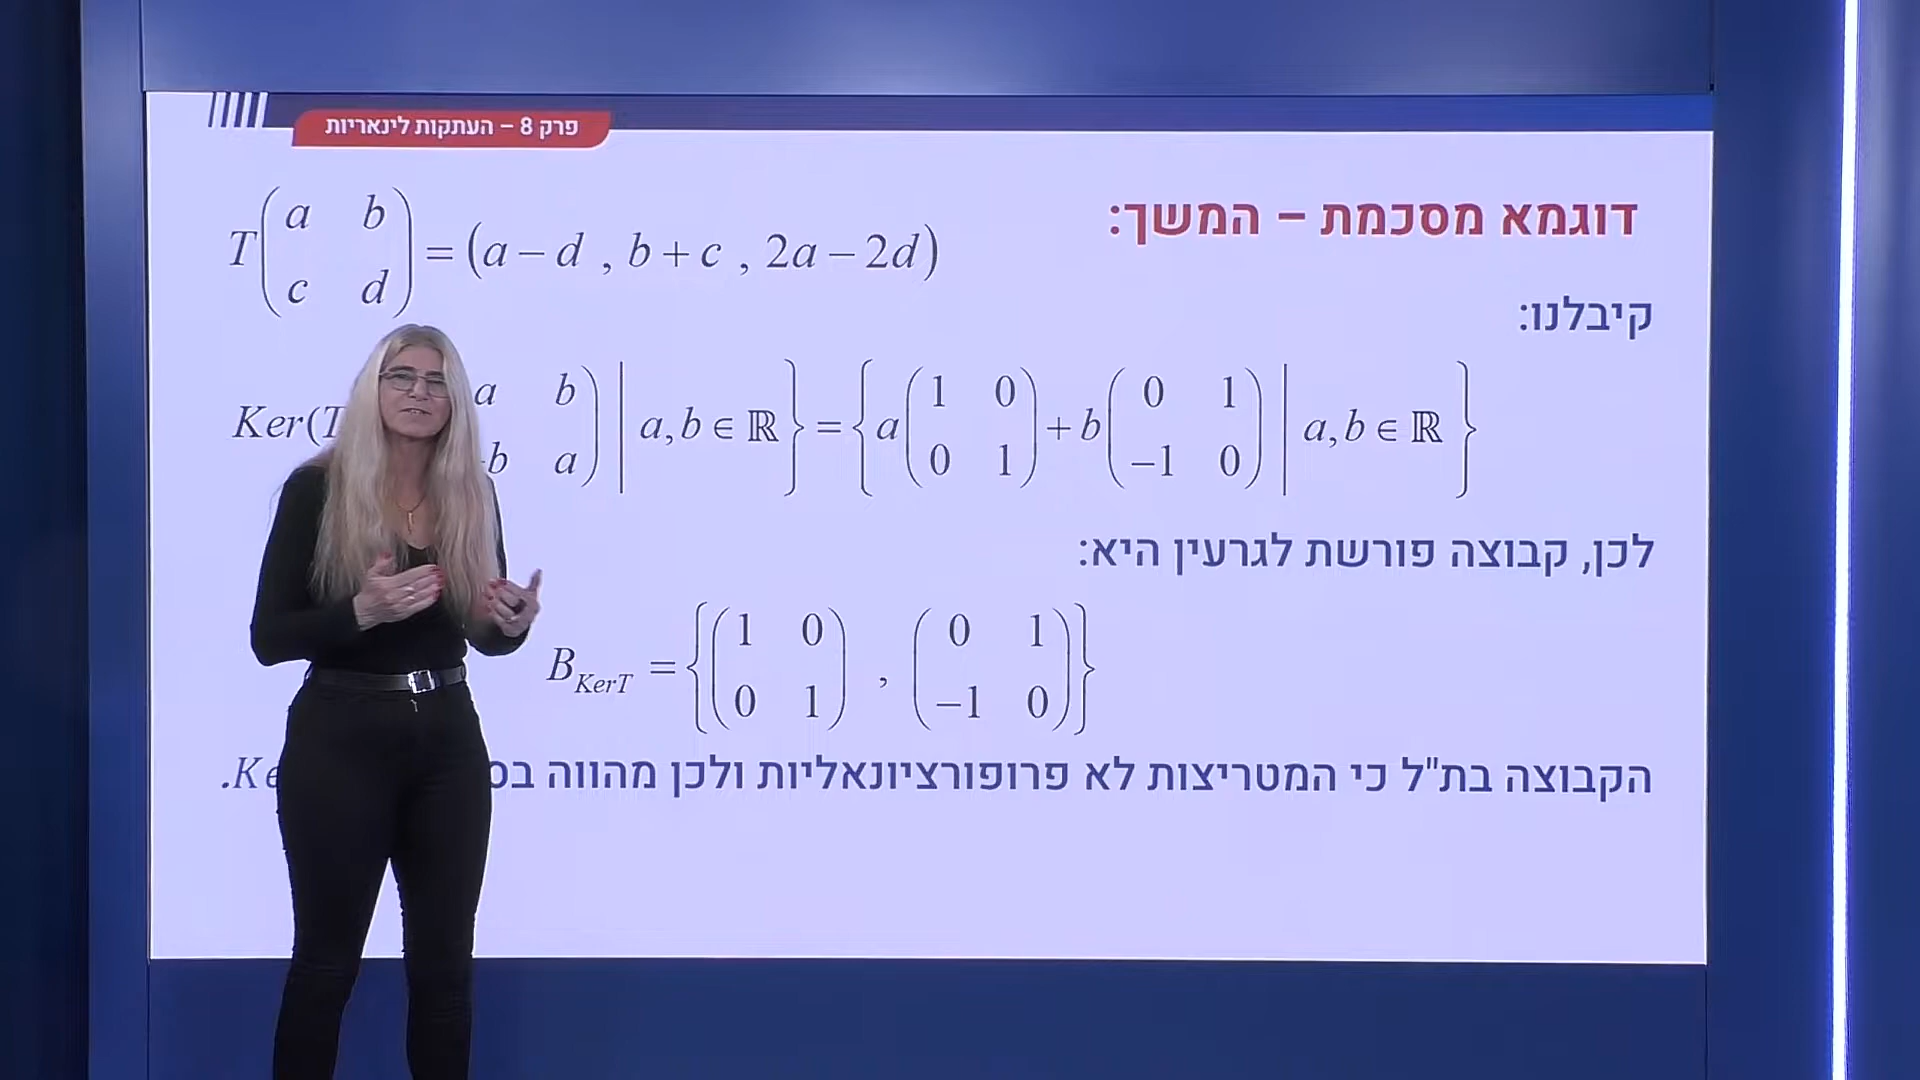 פרק 8 – העתקות לינאריות
דוגמא מסכמת – המשך:
T(a b c d) = (a – d , b + c , 2a – 2d)
קיבלנו:
Ker(T a b –b a) | a,b ∈ ℝ} = {a(1 0 0 1) + b(0 1 –1 0) | a,b ∈ ℝ}
לכן, קבוצה פורשת לגרעין היא:
B_KerT = {(1 0 0 1) , (0 1 –1 0)}
הקבוצה בת"ל כי המטריצות לא פרופורציונאליות ולכן מהווה